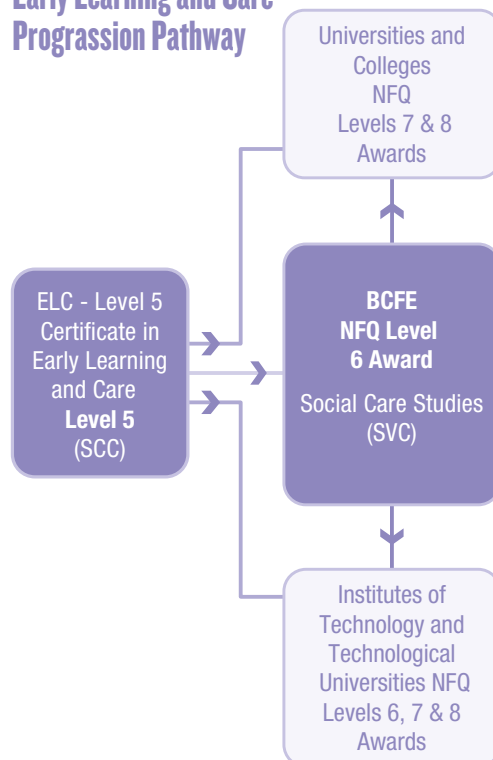 Early Learning and Care
Prograssion Pathway
Universities and
Colleges
NFQ
Levels 7 & 8
Awards
ELC - Level 5
Certificate in
Early Learning
and Care
Level 5
(SCC)
BCFE
NFQ Level
6 Award
Social Care Studies
(SVC)
Institutes of
Technology and
Technological
Universities NFQ
Levels 6, 7 & 8
Awards